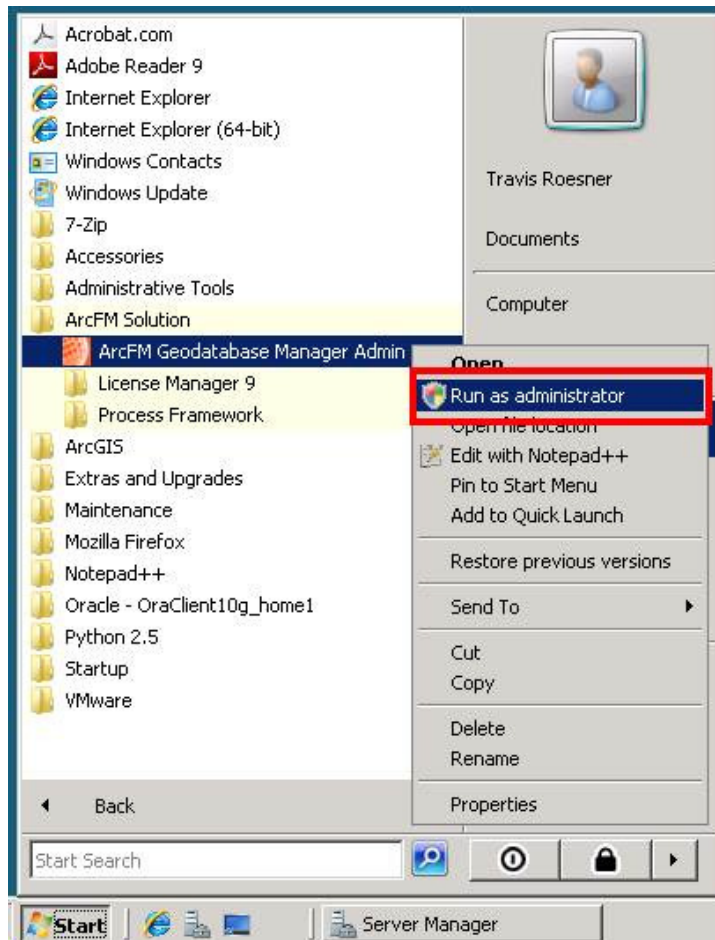 Acrobat.com
Adobe Reader 9
Internet Explorer
Internet Explorer (64-bit)
Windows Contacts
Windows Update
7-Zip
Accessories
Administrative Tools
ArcFM Solution
ArcFM Geodatabase Manager Admin
License Manager 9
Process Framework
ArcGIS
Extras and Upgrades
Maintenance
Mozilla Firefox
Notepad++
Oracle - OraClient10g_home1
Python 2.5
Startup
VMware
Back
Start Search
Travis Roesner
Documents
Computer
Open
Run as administrator
Open file location
Edit with Notepad++
Pin to Start Menu
Add to Quick Launch
Restore previous versions
Send To
Cut
Copy
Delete
Rename
Properties
Start
Server Manager